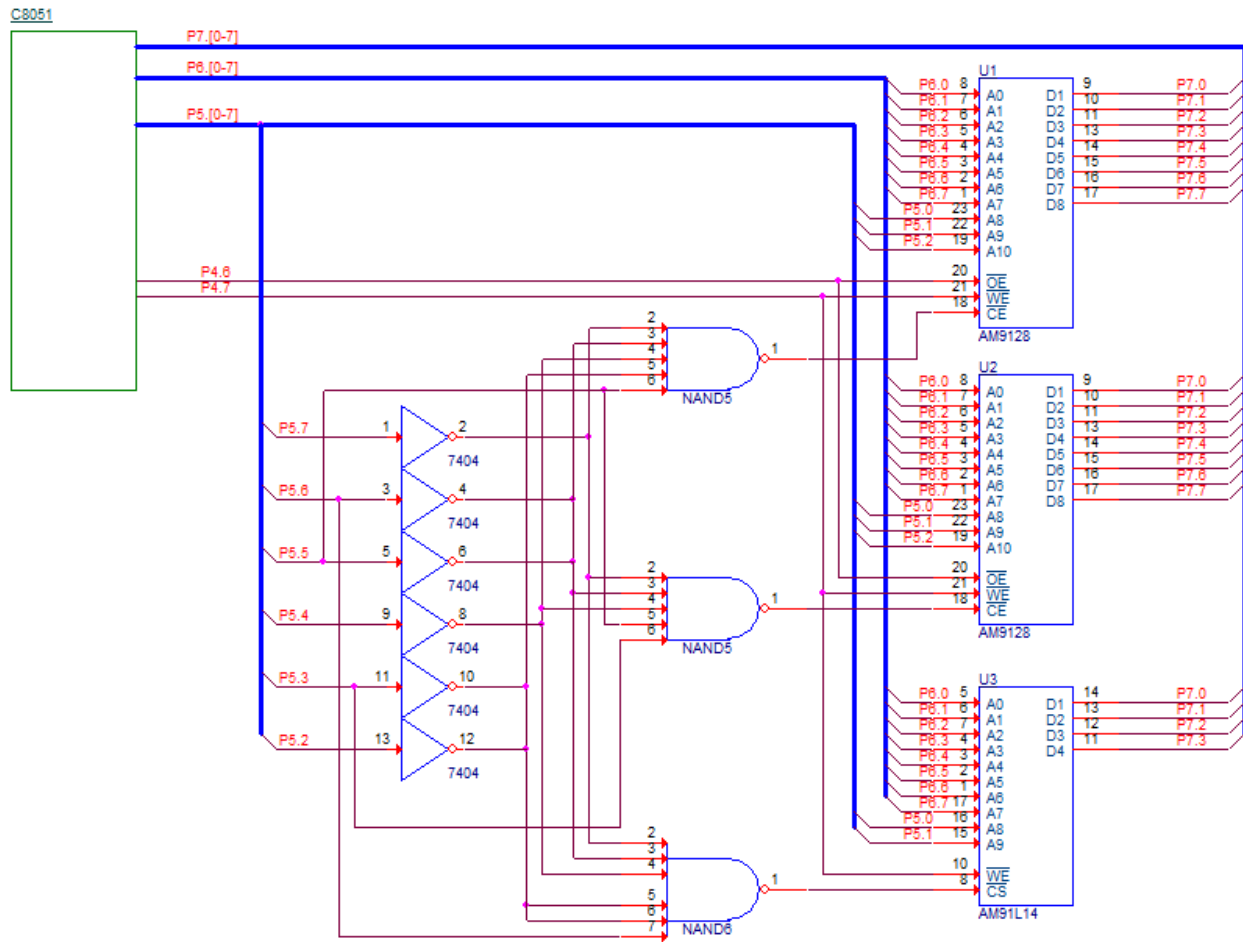 C8051
P7.[0-7]
P6.[0-7]
P5.[0-7]
P4.6
P4.7
U1
P6.0 8 A0 D1 9 P7.0
P6.1 7 A1 D2 10 P7.1
P6.2 6 A2 D3 11 P7.2
P6.3 5 A3 D4 13 P7.3
P6.4 4 A4 D5 14 P7.4
P6.5 3 A5 D6 15 P7.5
P6.6 2 A6 D7 16 P7.6
P6.7 1 A7 D8 17 P7.7
P5.0 23 A8
P5.1 22 A9
P5.2 19 A10
20 OE
21 WE
18 CE
AM9128
2
3
4
5
6
1
NAND5
U2
P6.0 8 A0 D1 9 P7.0
P6.1 7 A1 D2 10 P7.1
P6.2 6 A2 D3 11 P7.2
P6.3 5 A3 D4 13 P7.3
P6.4 4 A4 D5 14 P7.4
P6.5 3 A5 D6 15 P7.5
P6.6 2 A6 D7 16 P7.6
P6.7 1 A7 D8 17 P7.7
P5.0 23 A8
P5.1 22 A9
P5.2 19 A10
20 OE
21 WE
18 CE
AM9128
P5.7 1 2
7404
P5.6 3 4
7404
P5.5 5 6
7404
P5.4 9 8
7404
P5.3 11 10
7404
P5.2 13 12
7404
2
3
4
5
6
1
NAND5
U3
P6.0 5 A0 D1 14 P7.0
P6.1 6 A1 D2 13 P7.1
P6.2 7 A2 D3 12 P7.2
P6.3 4 A3 D4 11 P7.3
P6.4 3 A4
P6.5 2 A5
P6.6 1 A6
P6.7 17 A7
P5.0 16 A8
P5.1 15 A9
10 WE
8 CS
AM91L14
2
3
4
5
6
7
1
NAND6